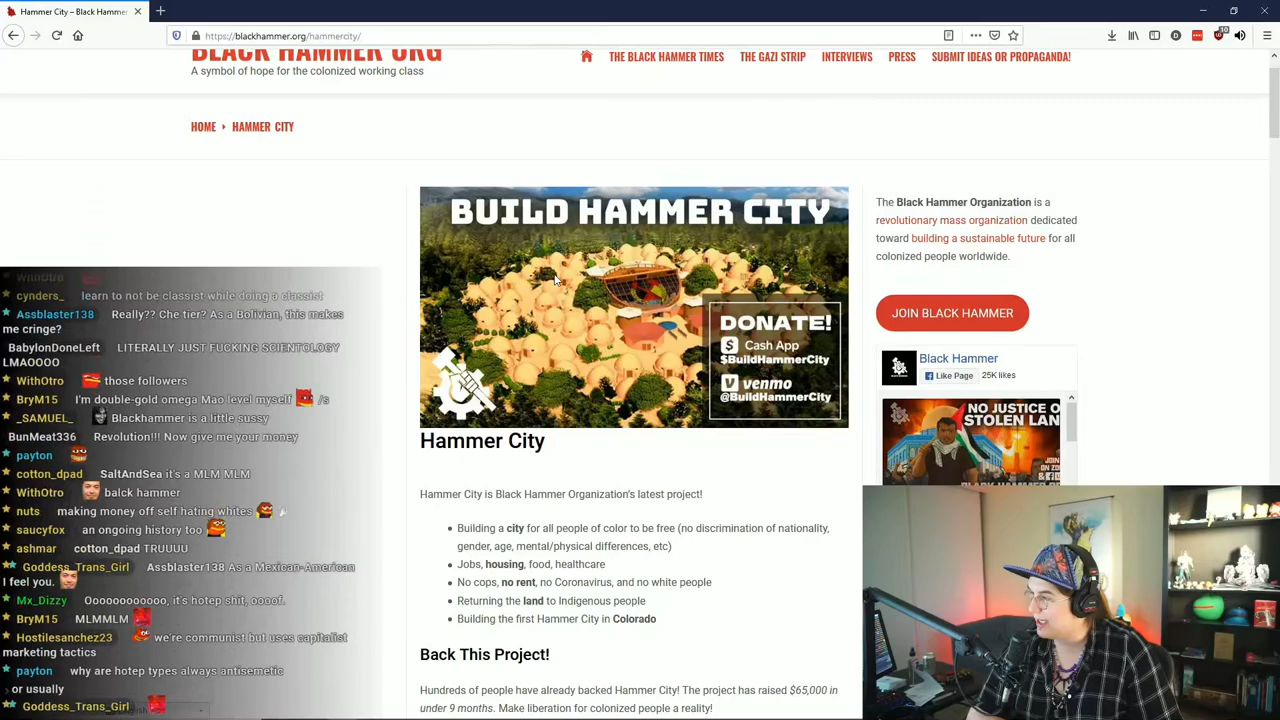 Hammer City – Black Hammer
https://blackhammer.org/hammercity/
10
BLACK HAMMER ORG
A symbol of hope for the colonized working class
THE BLACK HAMMER TIMES THE GAZI STRIP INTERVIEWS PRESS SUBMIT IDEAS OR PROPAGANDA!
HOME HAMMER CITY
BUILD HAMMER CITY
DONATE!
Cash App
$BuildHammerCity
venmo
@BuildHammerCity
Hammer City
Hammer City is Black Hammer Organization's latest project!
Building a city for all people of color to be free (no discrimination of nationality,
gender, age, mental/physical differences, etc)
Jobs, housing, food, healthcare
No cops, no rent, no Coronavirus, and no white people
Returning the land to Indigenous people
Building the first Hammer City in Colorado
Back This Project!
Hundreds of people have already backed Hammer City! The project has raised $65,000 in
under 9 months. Make liberation for colonized people a reality!
The Black Hammer Organization is a
revolutionary mass organization dedicated
toward building a sustainable future for all
colonized people worldwide.
JOIN BLACK HAMMER
Black Hammer
Like Page 25K likes
NO JUSTICE O
STOLEN LAN
WithOtro
cynders_ learn to not be classist while doing a classist
Assblaster138 Really?? Che tier? As a Bolivian, this makes
me cringe?
BabylonDoneLeft LITERALLY JUST FUCKING SCIENTOLOGY
LMAOOOO
WithOtro those followers
BryM15 I'm double-gold omega Mao level myself /s
_SAMUEL_ Blackhammer is a little sussy
BunMeat336 Revolution!!! Now give me your money
payton
cotton_dpad SaltAndSea it's a MLM MLM
WithOtro balck hammer
nuts making money off self hating whites
saucyfox an ongoing history too
ashmar cotton_dpad TRUUUU
Goddess_Trans_Girl Assblaster138 As a Mexican-American
I feel you.
Mx_Dizzy Oooooooooooo, it's hotep shit, oooof.
BryM15 MLMMLM
Hostilesanchez23 we're communist but uses capitalist
marketing tactics
payton why are hotep types always antisemetic
or usually
Goddess_Trans_Girl